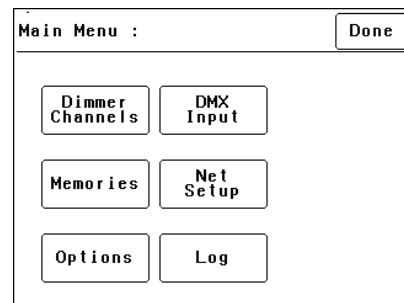 Main Menu :
Done
Dimmer
Channels
DMX
Input
Memories
Net
Setup
Options
Log